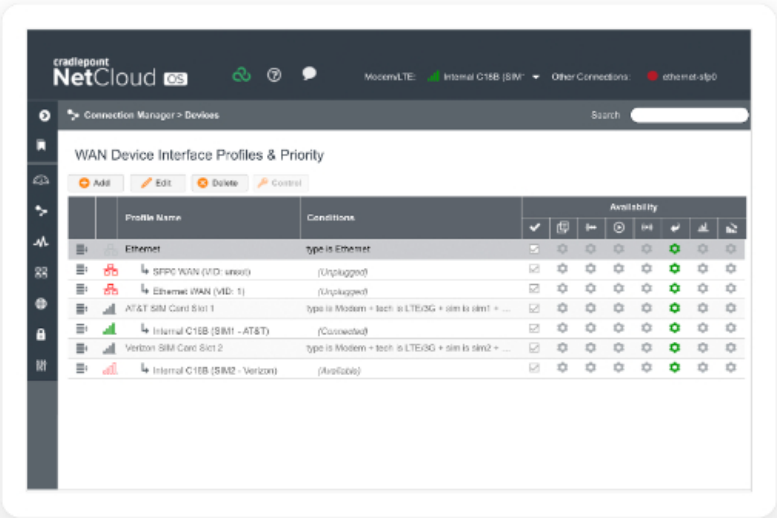 cradlepoint
NetCloud OS
Modem/LTE: Internal C18B (SIM1 Other Connections: ethernet-sfp0
Connection Manager > Devices
Search
WAN Device Interface Profiles & Priority
Add Edit Delete Control
Availability
Profile Name Conditions
Ethernet type is Ethernet
SFP0 WAN (VID: unset) (Unplugged)
Ethernet WAN (VID: 1) (Unplugged)
AT&T SIM Card Slot 1 type is Modem + tech is LTE/3G + sim is sim1 + ...
Internal C18B (SIM1 - AT&T) (Connected)
Verizon SIM Card Slot 2 type is Modem + tech is LTE/3G + sim is sim2 + ...
Internal C18B (SIM2 - Verizon) (Available)